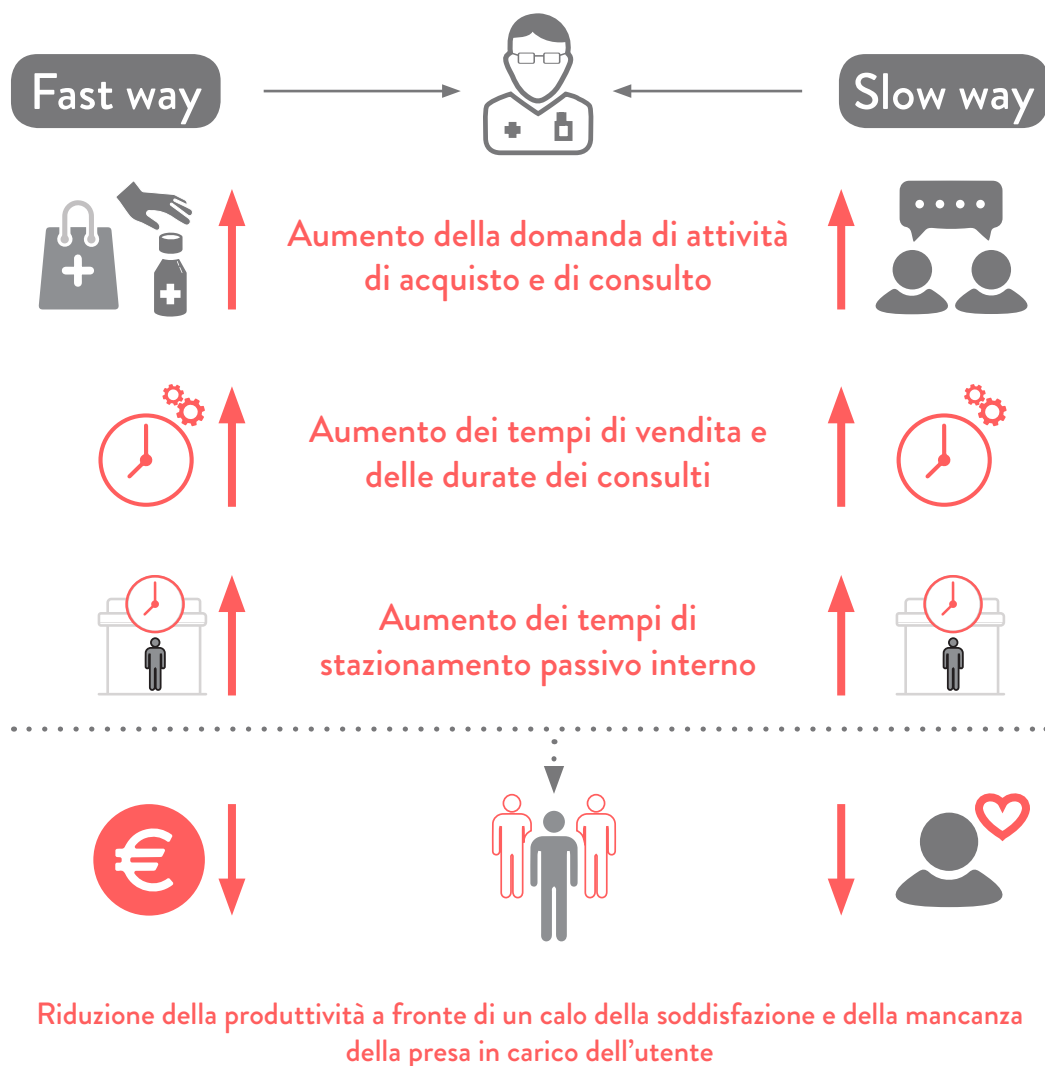 Fast way
Slow way
Aumento della domanda di attività
di acquisto e di consulto
Aumento dei tempi di vendita e
delle durate dei consulti
Aumento dei tempi di
stazionamento passivo interno
€
Riduzione della produttività a fronte di un calo della soddisfazione e della mancanza
della presa in carico dell'utente